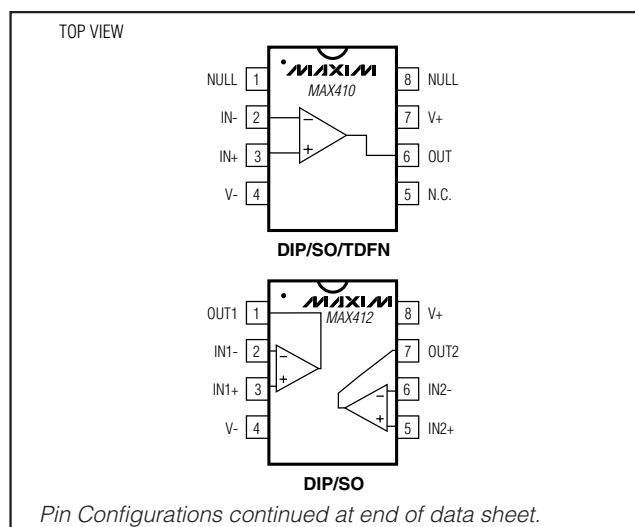 TOP VIEW
MAXIM
MAX410
NULL 1 8 NULL
IN- 2 - 7 V+
IN+ 3 + 6 OUT
V- 4 5 N.C.
DIP/SO/TDFN
MAXIM
MAX412
OUT1 1 8 V+
IN1- 2 - 7 OUT2
IN1+ 3 + - 6 IN2-
V- 4 + 5 IN2+
DIP/SO
Pin Configurations continued at end of data sheet.